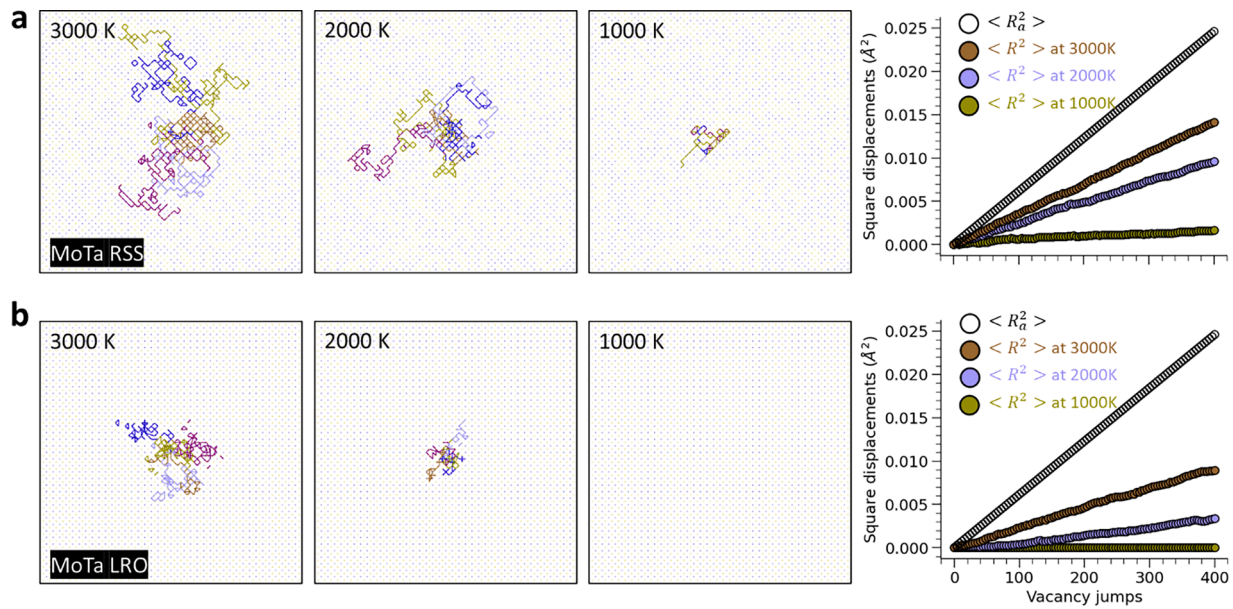 a
3000 K
2000 K
1000 K
MoTa RSS
Square displacements (Å²)
0.025
0.020
0.015
0.010
0.005
0.000
< R²ₐ >
< R² > at 3000K
< R² > at 2000K
< R² > at 1000K
b
3000 K
2000 K
1000 K
MoTa LRO
Square displacements (Å²)
0.025
0.020
0.015
0.010
0.005
0.000
< R²ₐ >
< R² > at 3000K
< R² > at 2000K
< R² > at 1000K
0 100 200 300 400
Vacancy jumps